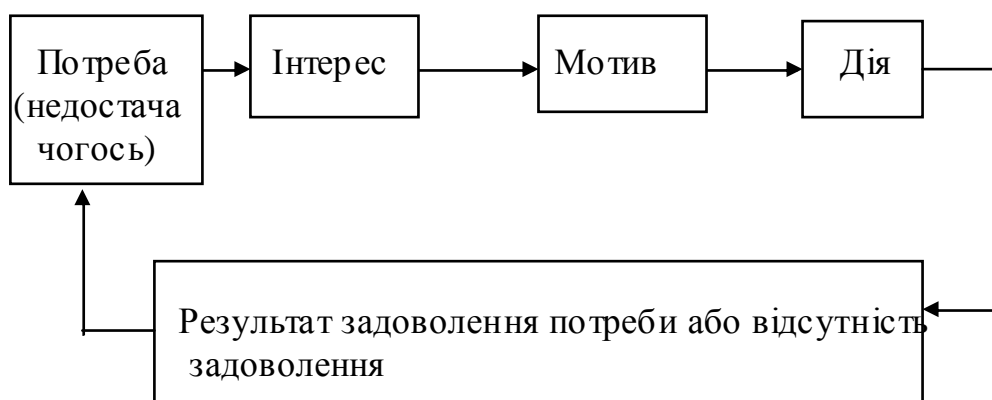 Потреба
(недостача
чогось)
Інтерес
Мотив
Дія
Результат задоволення потреби або відсутність
задоволення